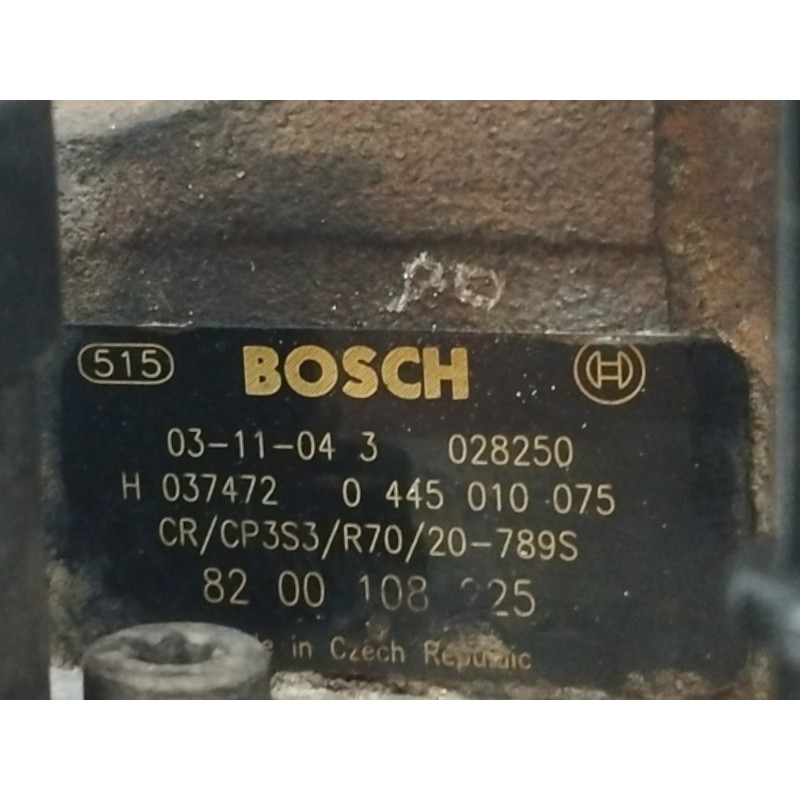 515 BOSCH
03-11-04 3 028250
H 037472 0 445 010 075
CR/CP3S3/R70/20-789S
82 00 108
in Czech Republic